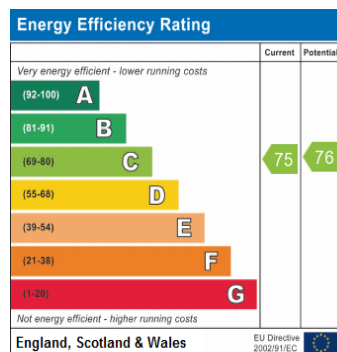 Energy Efficiency Rating
Current Potential
Very energy efficient - lower running costs
(92-100) A
(81-91) B
(69-80) C 75 76
(55-68) D
(39-54) E
(21-38) F
(1-20) G
Not energy efficient - higher running costs
England, Scotland & Wales
EU Directive
2002/91/EC